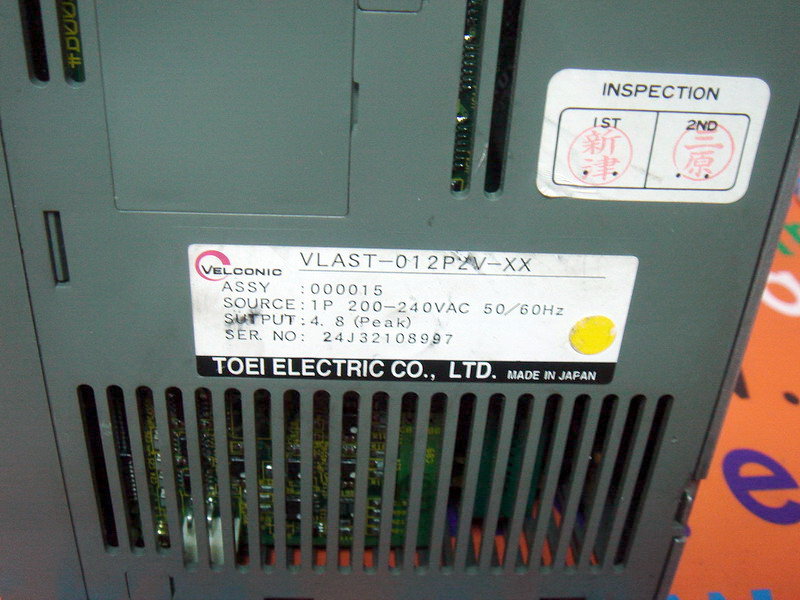 INSPECTION
1ST 2ND
新津 三原
VELCONIC VLAST-012P2V-XX
ASSY :000015
SOURCE:1P 200-240VAC 50/60Hz
SUTPUT:4.8(Peak)
SER. NO: 24J32108997
TOEI ELECTRIC CO., LTD. MADE IN JAPAN
e